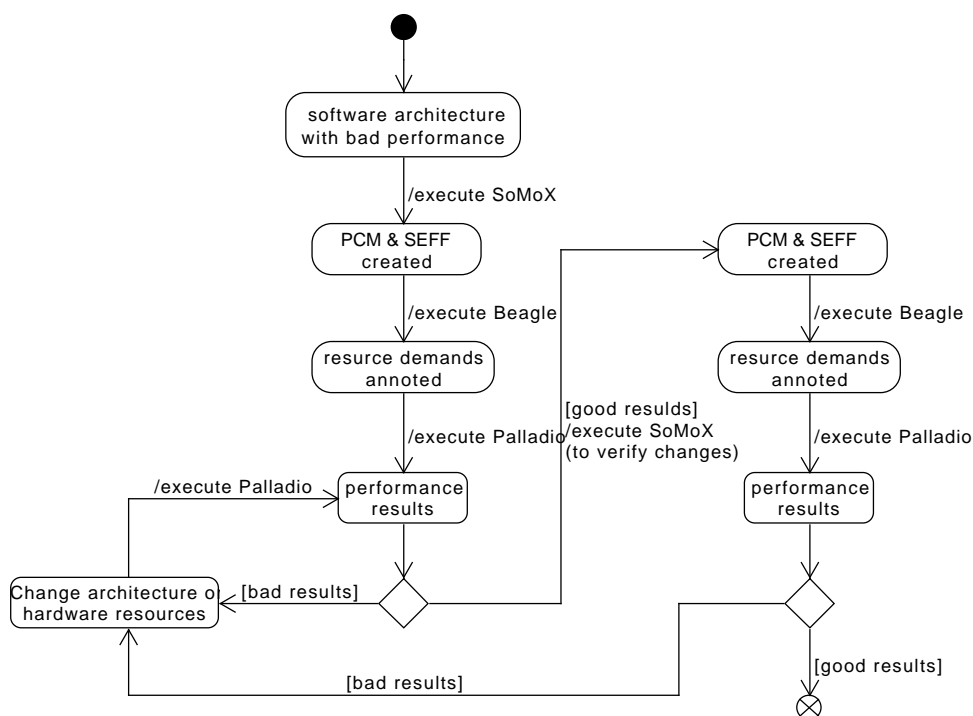 software architecture
with bad performance
/execute SoMoX
PCM & SEFF
created
/execute Beagle
resurce demands
annoted
/execute Palladio
performance
results
/execute Palladio
Change architecture or
hardware resources
[bad results]
[good resulds]
/execute SoMoX
(to verify changes)
PCM & SEFF
created
/execute Beagle
resurce demands
annoted
/execute Palladio
performance
results
[good results]
[bad results]